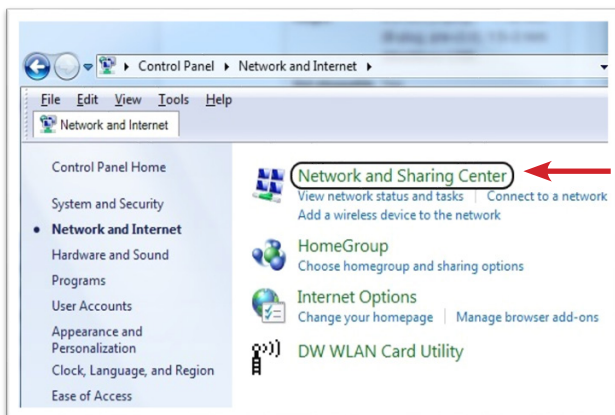 Control Panel ▸ Network and Internet ▸
File Edit View Tools Help
Network and Internet
Control Panel Home
System and Security
• Network and Internet
Hardware and Sound
Programs
User Accounts
Appearance and
Personalization
Clock, Language, and Region
Ease of Access
Network and Sharing Center
View network status and tasks | Connect to a network
Add a wireless device to the network
HomeGroup
Choose homegroup and sharing options
Internet Options
Change your homepage | Manage browser add-ons
DW WLAN Card Utility